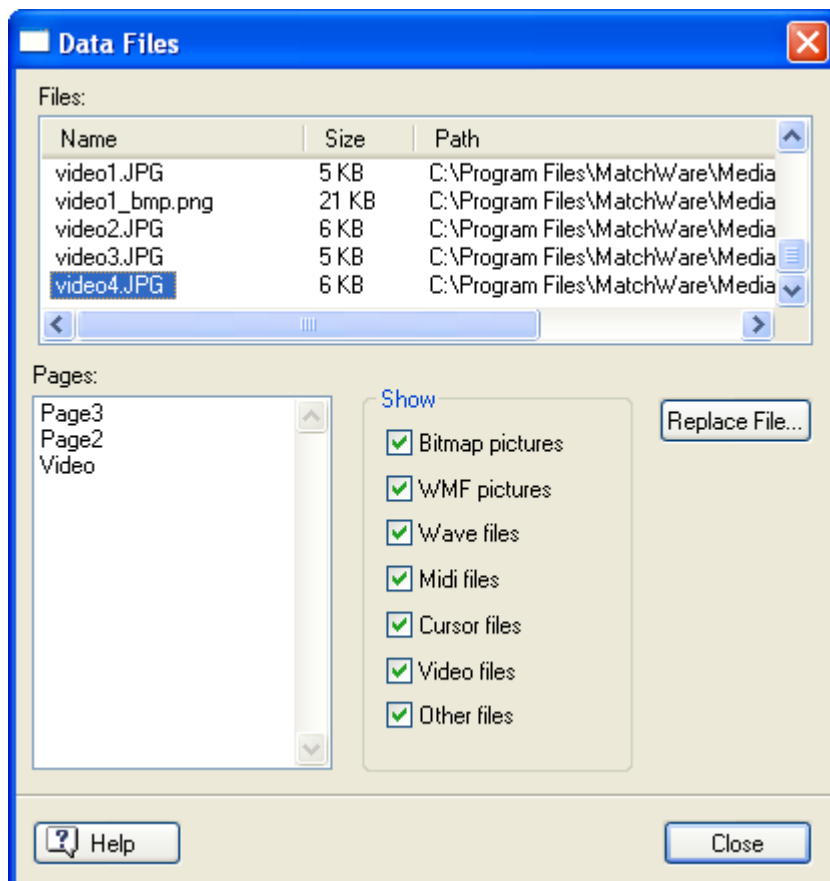 Data Files
Files:
Name Size Path
video1.JPG 5 KB C:\Program Files\MatchWare\Media
video1_bmp.png 21 KB C:\Program Files\MatchWare\Media
video2.JPG 6 KB C:\Program Files\MatchWare\Media
video3.JPG 5 KB C:\Program Files\MatchWare\Media
video4.JPG 6 KB C:\Program Files\MatchWare\Media
Pages:
Page3
Page2
Video
Show
Bitmap pictures
WMF pictures
Wave files
Midi files
Cursor files
Video files
Other files
Replace File...
Help
Close